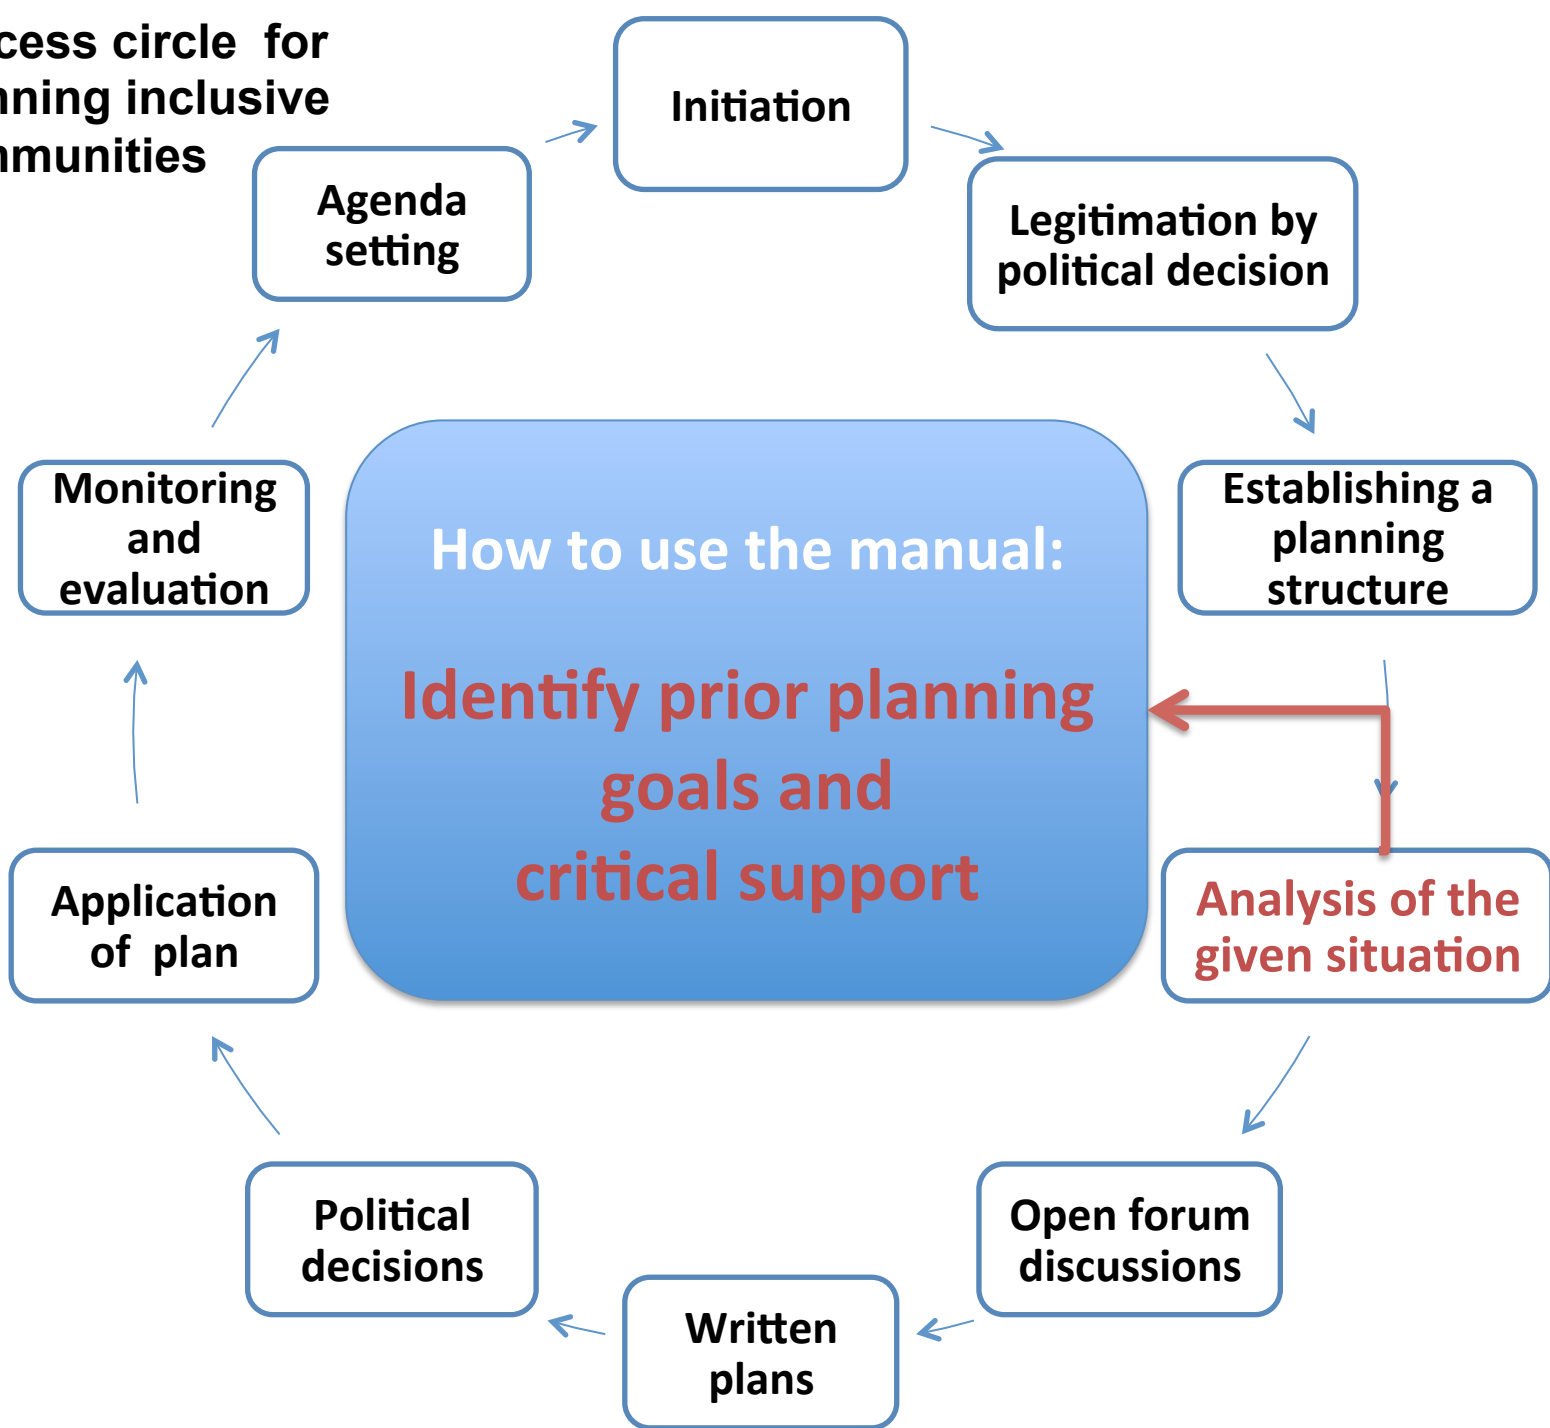 cess circle for
nning inclusive
mmunities
Initiation
Legitimation by
political decision
Establishing a
planning
structure
Analysis of the
given situation
Open forum
discussions
Written
plans
Political
decisions
Application
of plan
Monitoring
and
evaluation
Agenda
setting
How to use the manual:
Identify prior planning
goals and
critical support